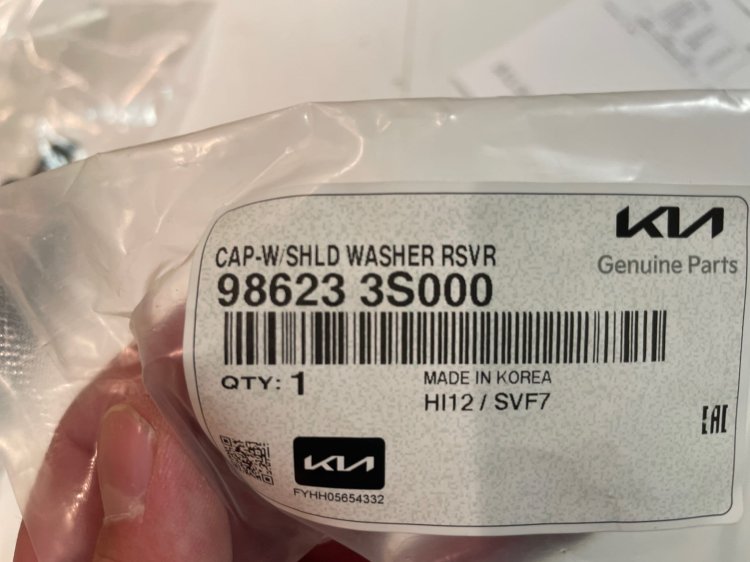 KIA
Genuine Parts
CAP-W/SHLD WASHER RSVR
98623 3S000
QTY: 1
MADE IN KOREA
HI12 / SVF7
EAC
KIA
FYHH05654332